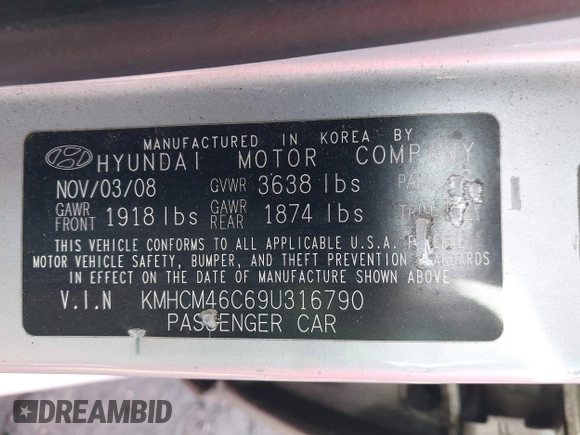 MANUFACTURED IN KOREA BY
HYUNDAI MOTOR COMPANY
NOV/03/08 GVWR 3638 lbs
GAWR FRONT 1918 lbs GAWR REAR 1874 lbs
THIS VEHICLE CONFORMS TO ALL APPLICABLE U.S.A.
MOTOR VEHICLE SAFETY, BUMPER, AND THEFT PREVENTION STANDARDS
IN EFFECT ON THE DATE OF MANUFACTURE SHOWN ABOVE
V.I.N KMHCM46C69U316790
PASSENGER CAR
DREAMBID